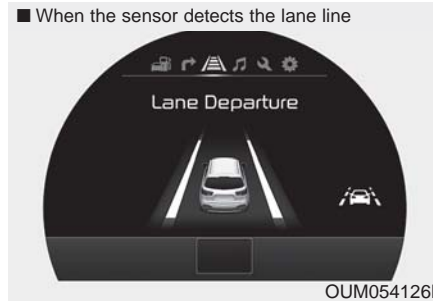 ■ When the sensor detects the lane line
Lane Departure
OUM054126L